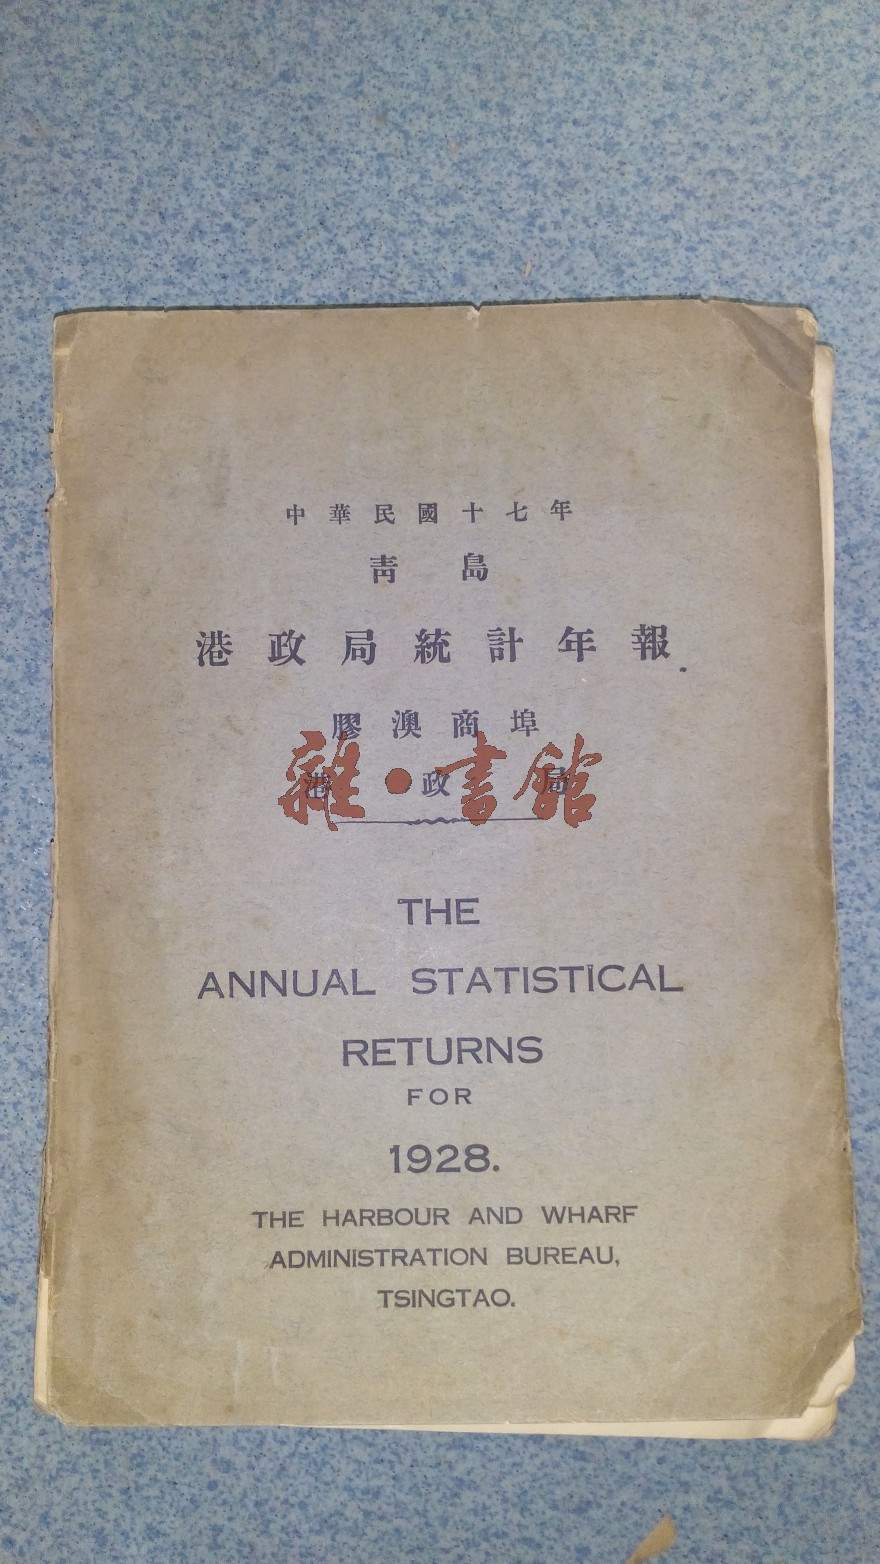 中華民國十七年
靑島
港政局統計年報
膠澳商埠
港政局
雜·書館
THE
ANNUAL STATISTICAL
RETURNS
FOR
1928.
THE HARBOUR AND WHARF
ADMINISTRATION BUREAU,
TSINGTAO.